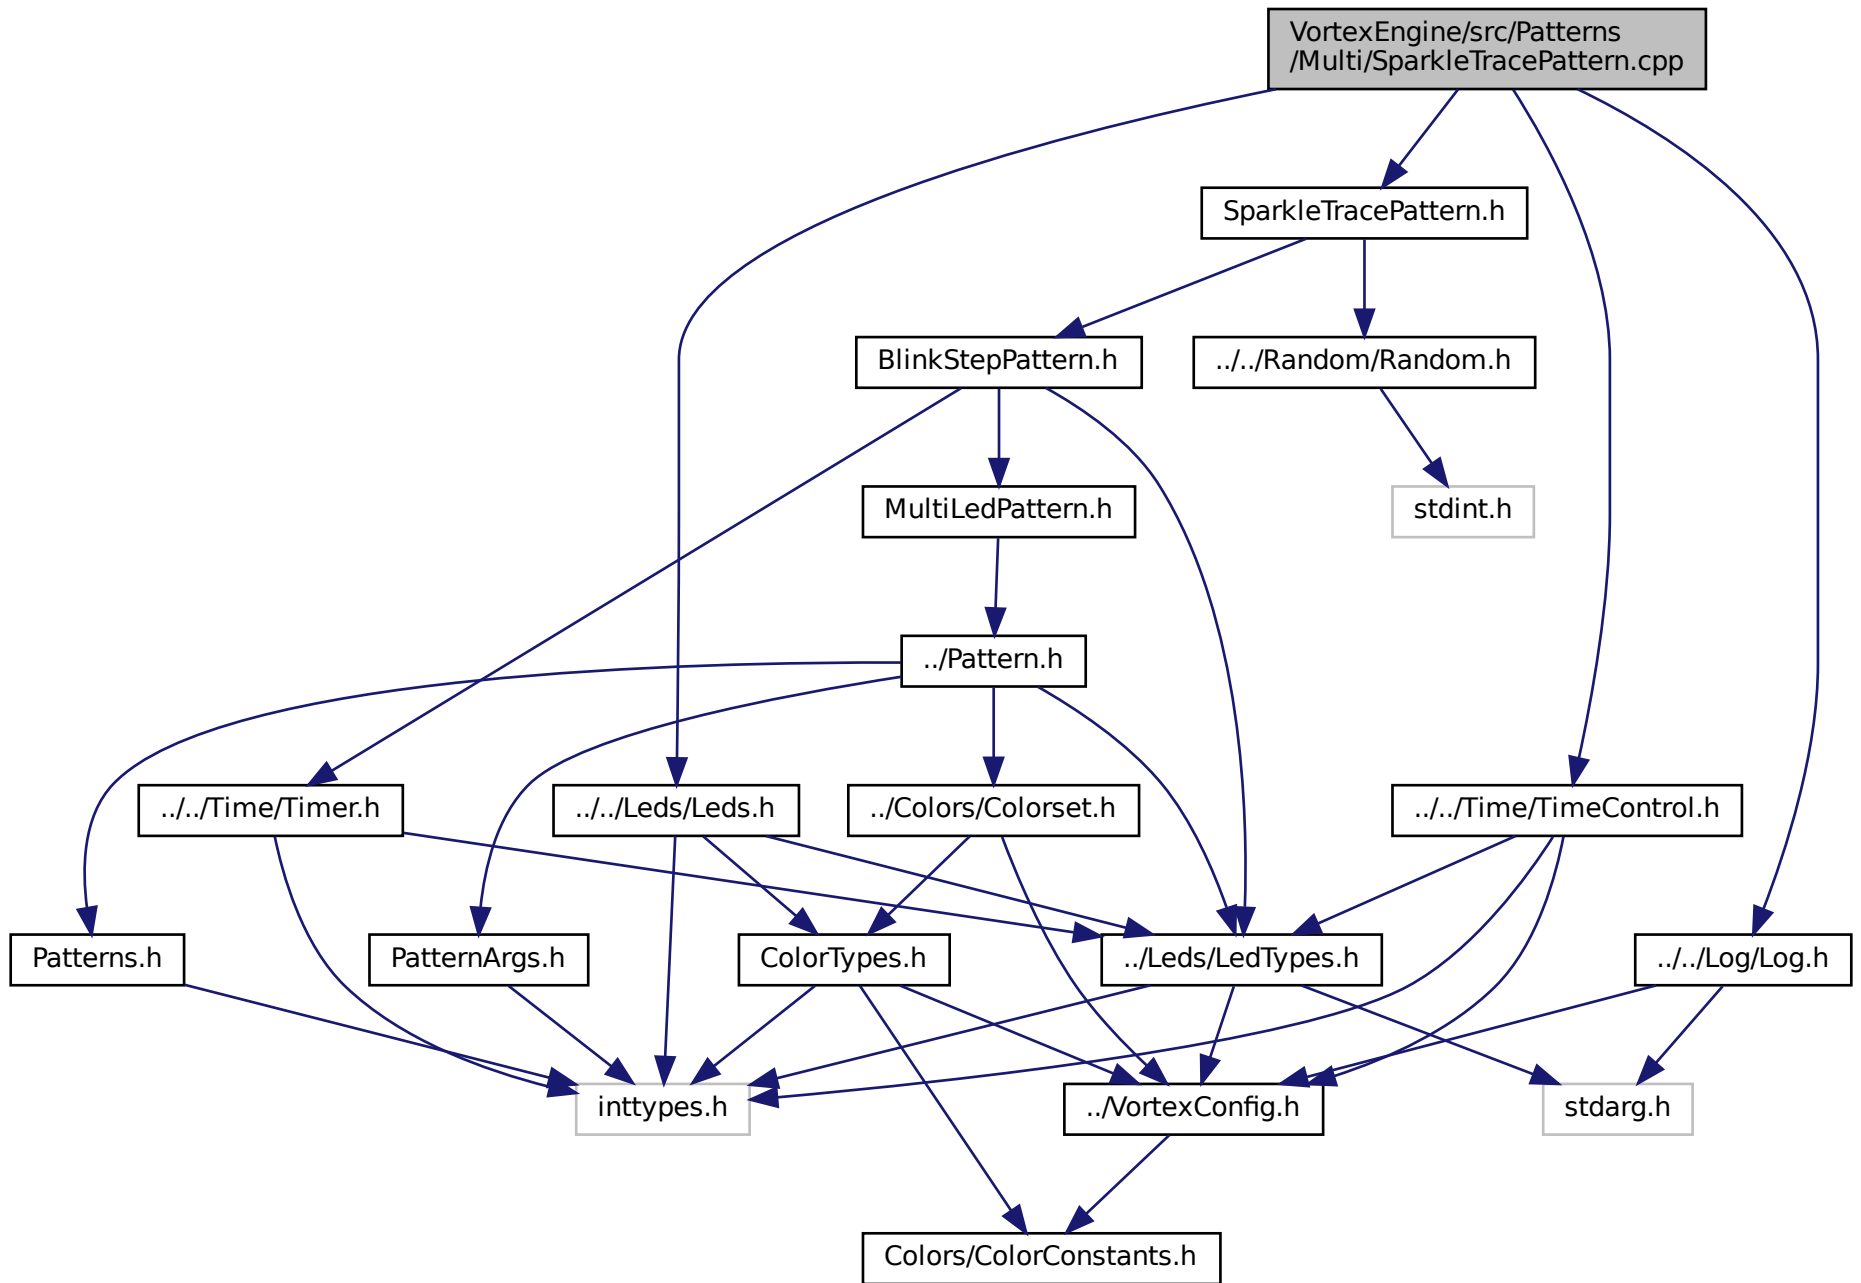 VortexEngine/src/Patterns
/Multi/SparkleTracePattern.cpp
SparkleTracePattern.h
BlinkStepPattern.h
../../Random/Random.h
MultiLedPattern.h
stdint.h
../Pattern.h
../../Time/Timer.h
../../Leds/Leds.h
../Colors/Colorset.h
../../Time/TimeControl.h
Patterns.h
PatternArgs.h
ColorTypes.h
../Leds/LedTypes.h
../../Log/Log.h
inttypes.h
../VortexConfig.h
stdarg.h
Colors/ColorConstants.h